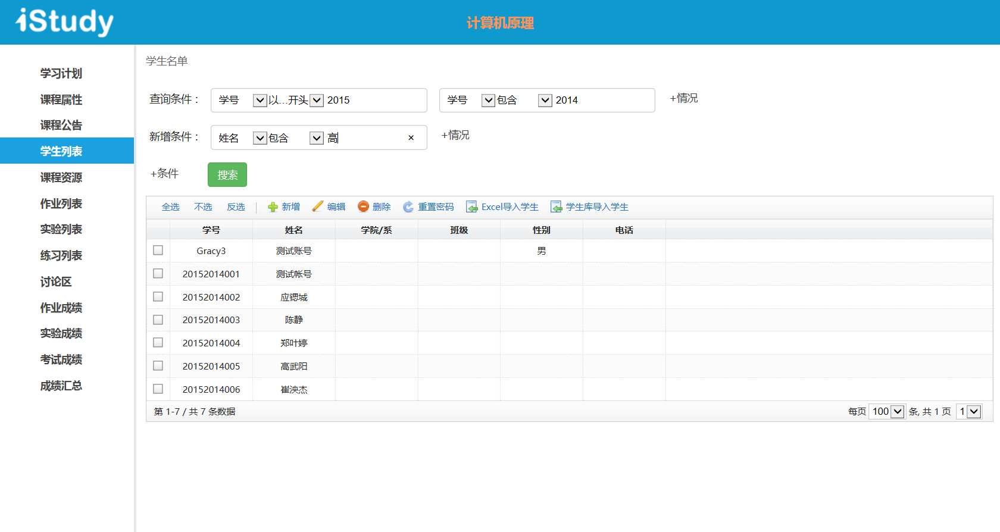 iStudy
计算机原理
学习计划
课程属性
课程公告
学生列表
课程资源
作业列表
实验列表
练习列表
讨论区
作业成绩
实验成绩
考试成绩
成绩汇总
学生名单
查询条件： 学号 以...开头 2015 学号 包含 2014 +情况
新增条件： 姓名 包含 高 × +情况
+条件 搜索
全选 不选 反选 新增 编辑 删除 重置密码 Excel导入学生 学生库导入学生
学号 姓名 学院/系 班级 性别 电话
Gracy3 测试账号 男
20152014001 测试帐号
20152014002 应锶城
20152014003 陈静
20152014004 郑叶婷
20152014005 高武阳
20152014006 崔泱杰
第 1-7 / 共 7 条数据 每页 100 条, 共 1 页 1